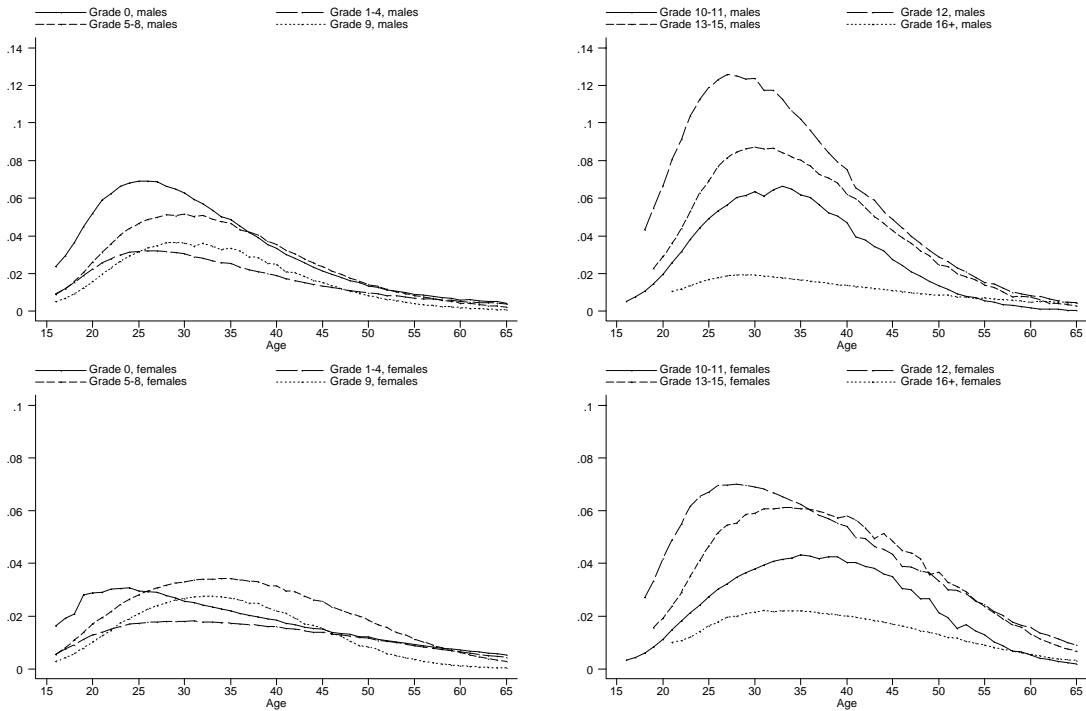 Grade 0, males Grade 1-4, males
Grade 5-8, males Grade 9, males
.14
.12
.1
.08
.06
.04
.02
0
15 20 25 30 35 40 45 50 55 60 65
Age
Grade 10-11, males Grade 12, males
Grade 13-15, males Grade 16+, males
.14
.12
.1
.08
.06
.04
.02
0
15 20 25 30 35 40 45 50 55 60 65
Age
Grade 0, females Grade 1-4, females
Grade 5-8, females Grade 9, females
.1
.08
.06
.04
.02
0
15 20 25 30 35 40 45 50 55 60 65
Age
Grade 10-11, females Grade 12, females
Grade 13-15, females Grade 16+, females
.1
.08
.06
.04
.02
0
15 20 25 30 35 40 45 50 55 60 65
Age